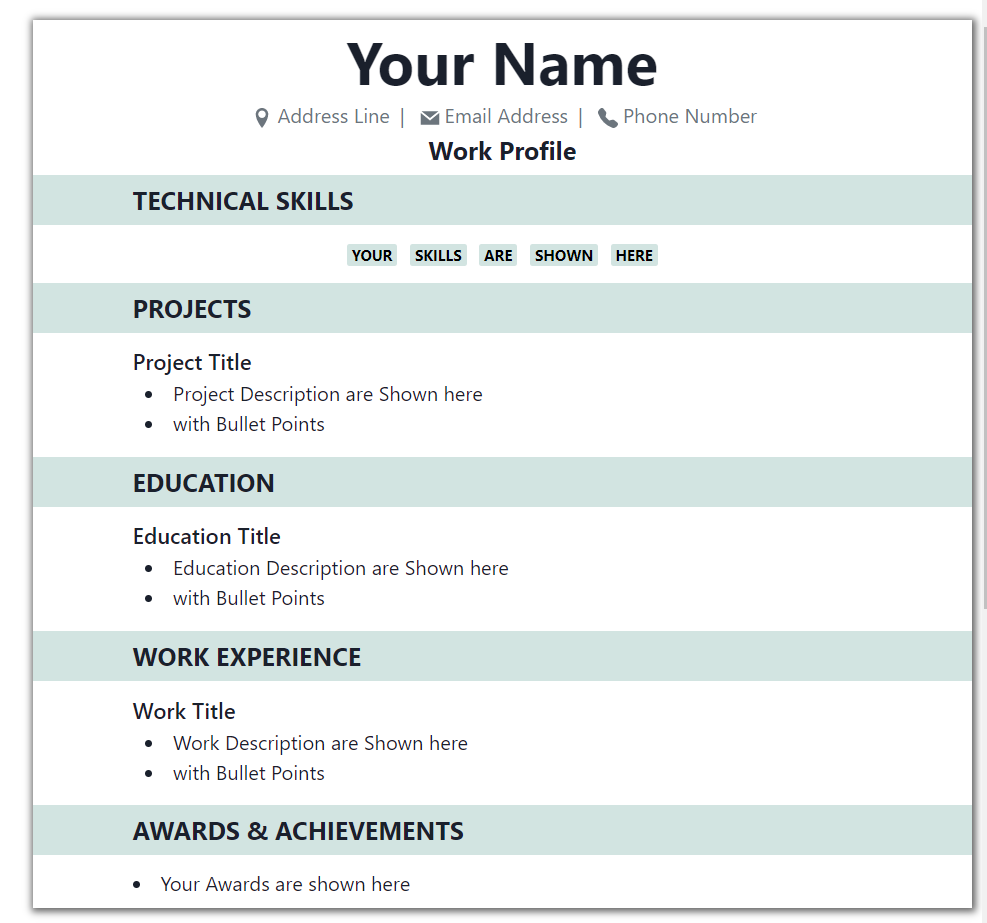 Your Name
Address Line | Email Address | Phone Number
Work Profile
TECHNICAL SKILLS
YOUR SKILLS ARE SHOWN HERE
PROJECTS
Project Title
• Project Description are Shown here
• with Bullet Points
EDUCATION
Education Title
• Education Description are Shown here
• with Bullet Points
WORK EXPERIENCE
Work Title
• Work Description are Shown here
• with Bullet Points
AWARDS & ACHIEVEMENTS
• Your Awards are shown here